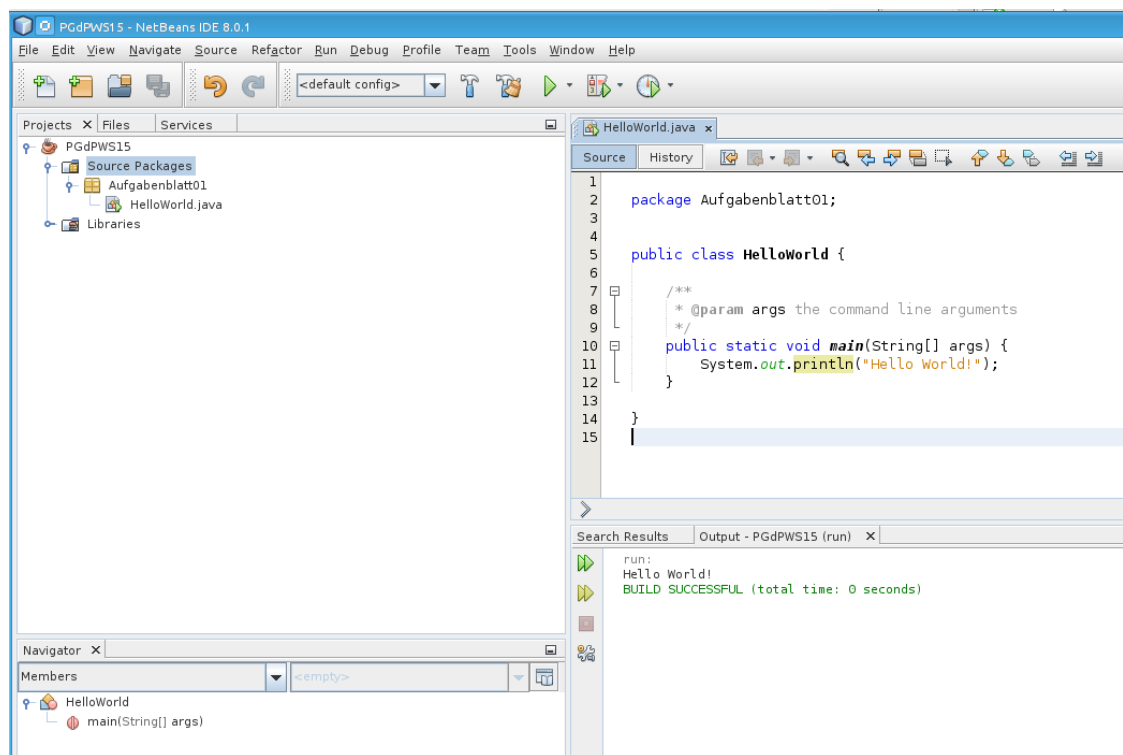 PGdPWS15 - NetBeans IDE 8.0.1
File Edit View Navigate Source Refactor Run Debug Profile Team Tools Window Help
<default config>
Projects Files Services
PGdPWS15
Source Packages
Aufgabenblatt01
HelloWorld.java
Libraries
HelloWorld.java
Source History
1
2 package Aufgabenblatt01;
3
4
5 public class HelloWorld {
6
7 /**
8 * @param args the command line arguments
9 */
10 public static void main(String[] args) {
11 System.out.println("Hello World!");
12 }
13
14 }
15
Search Results Output - PGdPWS15 (run)
run:
Hello World!
BUILD SUCCESSFUL (total time: 0 seconds)
Navigator
Members <empty>
HelloWorld
main(String[] args)